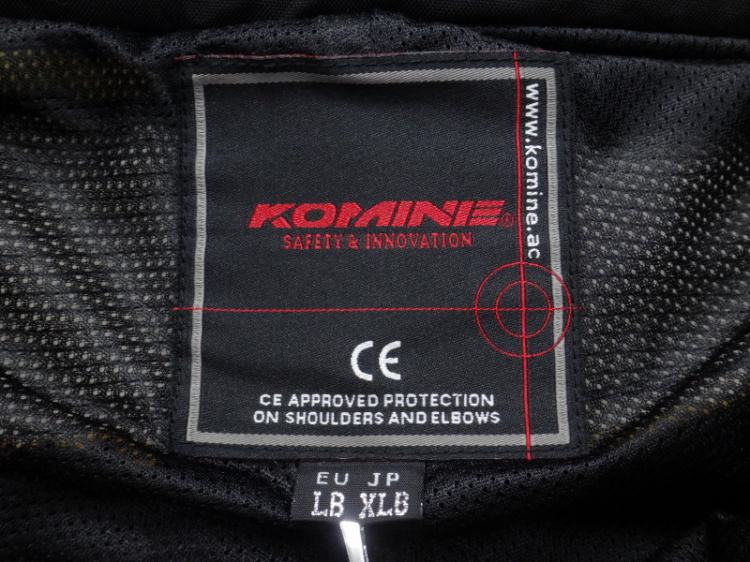 www.komine.ac
KOMINE®
SAFETY & INNOVATION
CE
CE APPROVED PROTECTION
ON SHOULDERS AND ELBOWS
EU JP
LB XLB